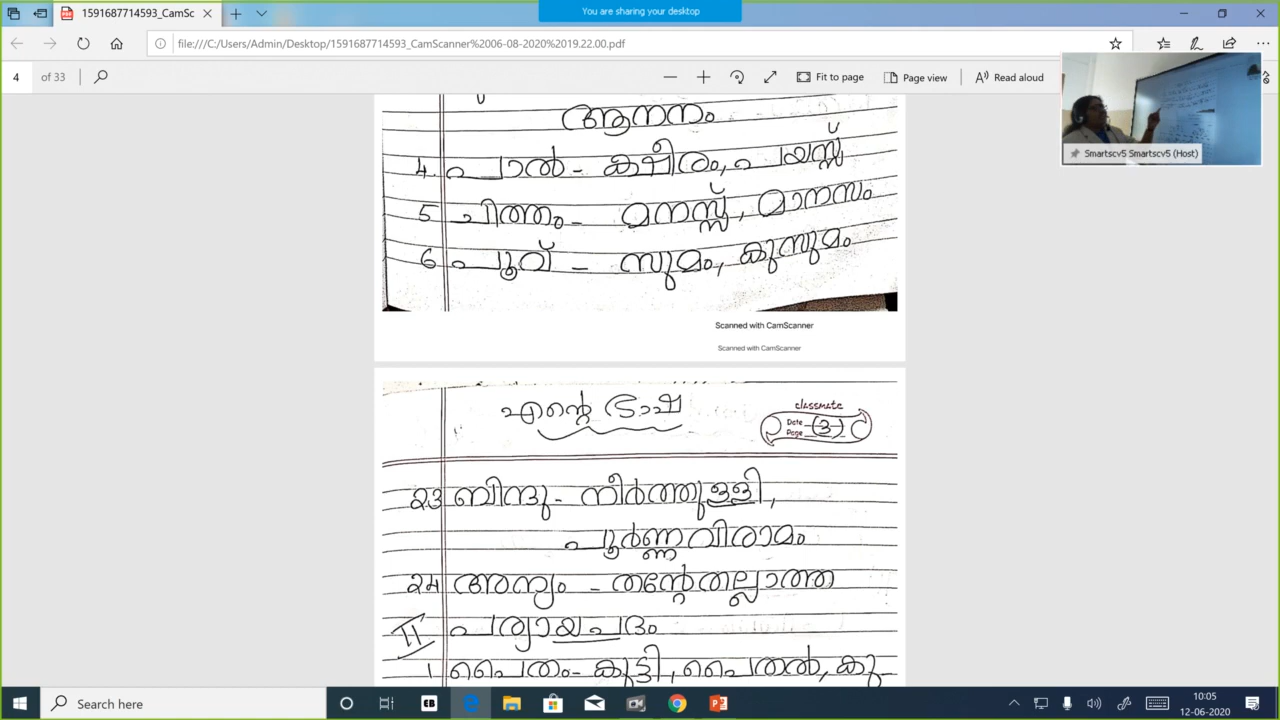 You are sharing your desktop
1591687714593_CamSc
file:///C:/Users/Admin/Desktop/1591687714593_CamScanner%2006-08-2020%2019.22.00.pdf
4 of 33 Fit to page Page view Read aloud
Smartscv5 Smartscv5 (Host)
ആനനം
4. പാൽ - ക്ഷീരം, പയസ്സ്
5 ചിത്തം - മനസ്സ്, മാനസം
6 പൂവ് - സുമം, കുസുമം
Scanned with CamScanner
Scanned with CamScanner
എന്റെ ഭാഷ
classmate
Date
Page (3)
23 ബിന്ദു - നീർത്തുള്ളി,
പൂർണ്ണവിരാമം
24 അന്യം - തന്റേതല്ലാത്ത
II പര്യായപദം
1 പൈതം - കുട്ടി, പൈതൽ, കു-
Search here
10:05
12-06-2020